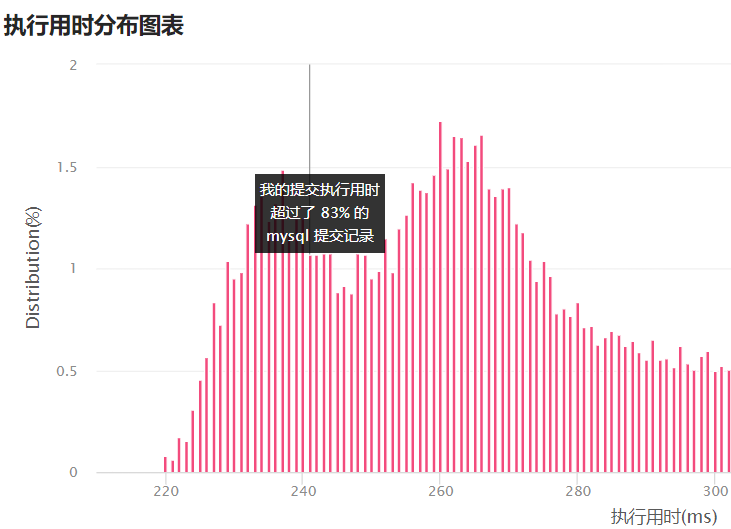 执行用时分布图表
2
1.5
1
0.5
0
Distribution(%)
我的提交执行用时
超过了 83% 的
mysql 提交记录
220 240 260 280 300
执行用时(ms)